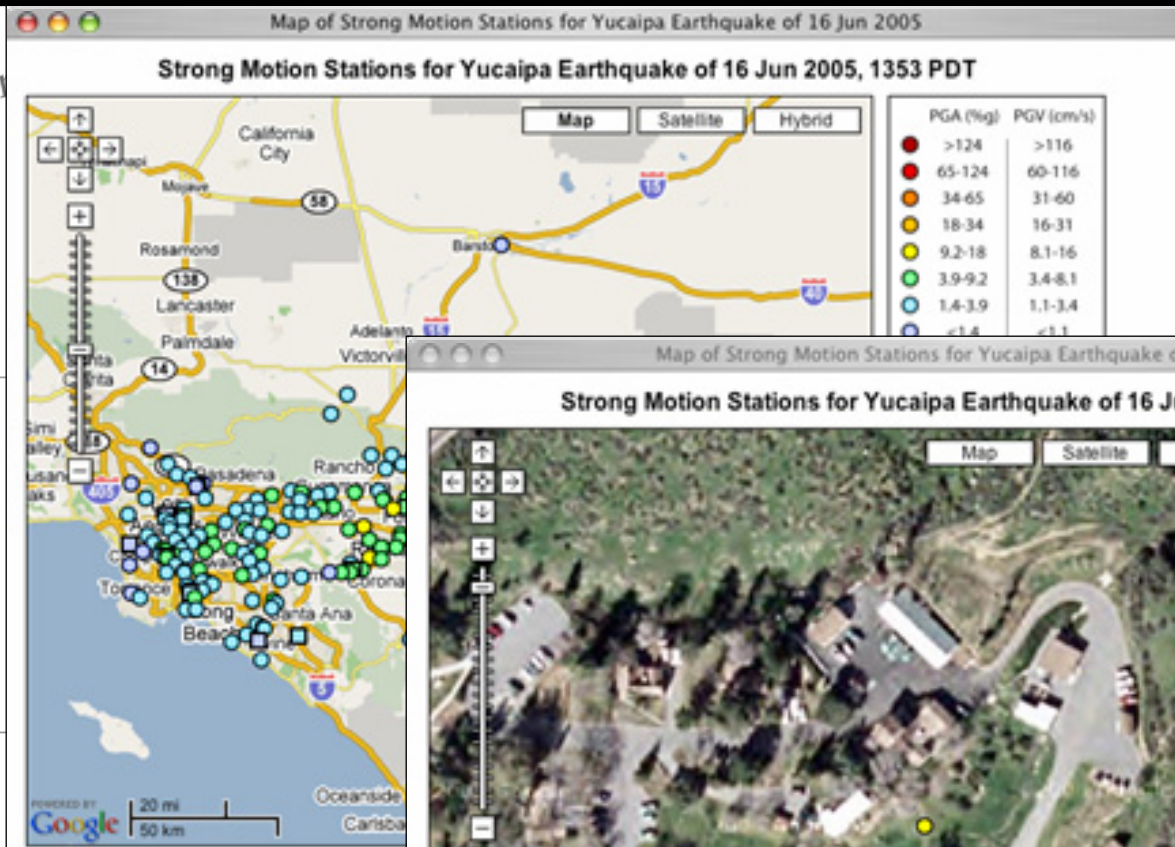 Map of Strong Motion Stations for Yucaipa Earthquake of 16 Jun 2005
Strong Motion Stations for Yucaipa Earthquake of 16 Jun 2005, 1353 PDT
Map Satellite Hybrid
California
City
Mojave
58
15
Rosamond
Barsto
138
40
Lancaster
Palmdale
Adelanto
14
Victorvill
Pasadena
Rancho
405
Corona
Long
Beach
Santa Ana
5
Oceanside
Carlsba
POWERED BY
Google
20 mi
50 km
PGA (%g) PGV (cm/s)
>124 >116
65-124 60-116
34-65 31-60
18-34 16-31
9.2-18 8.1-16
3.9-9.2 3.4-8.1
1.4-3.9 1.1-3.4
<1.4 <1.1
Map of Strong Motion Stations for Yucaipa Earthquake o
Strong Motion Stations for Yucaipa Earthquake of 16 J
Map Satellite